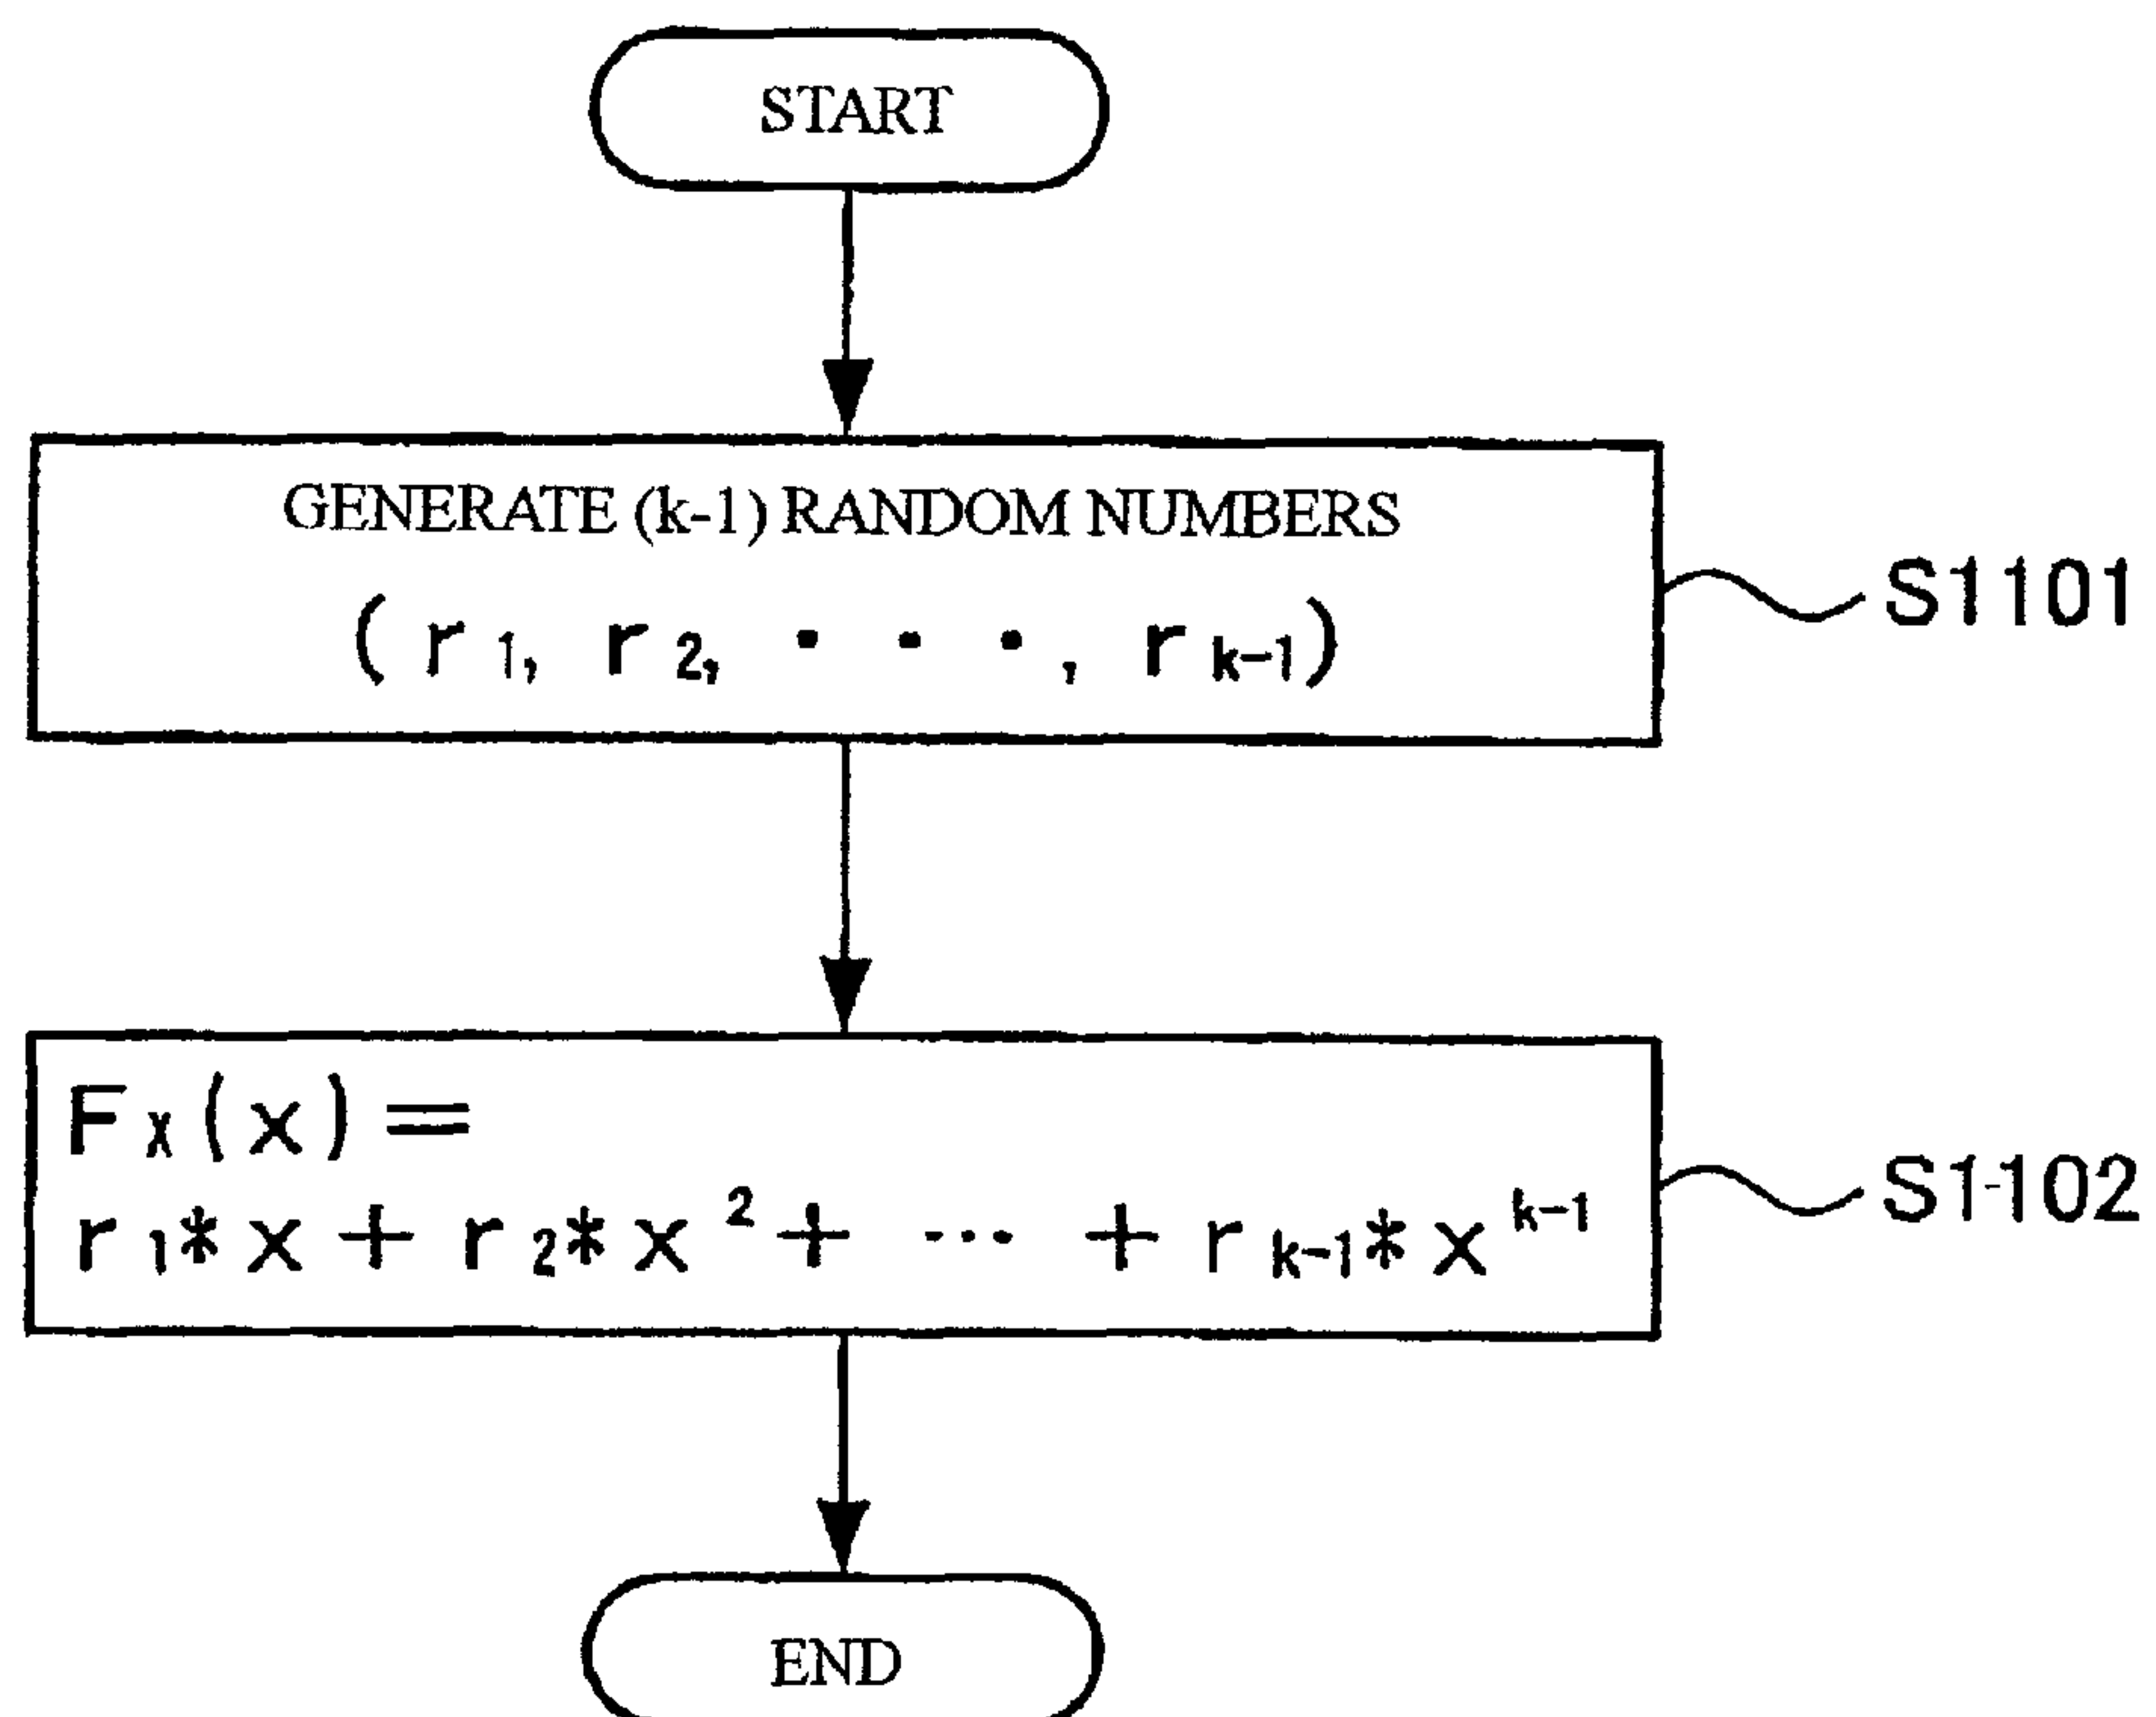 START
GENERATE (k-1) RANDOM NUMBERS
(r₁, r₂, · · ·, rₖ₋₁)
S1101
Fₓ(x)=
r₁*x+r₂*x²+ ··· +rₖ₋₁*xᵏ⁻¹
S1102
END